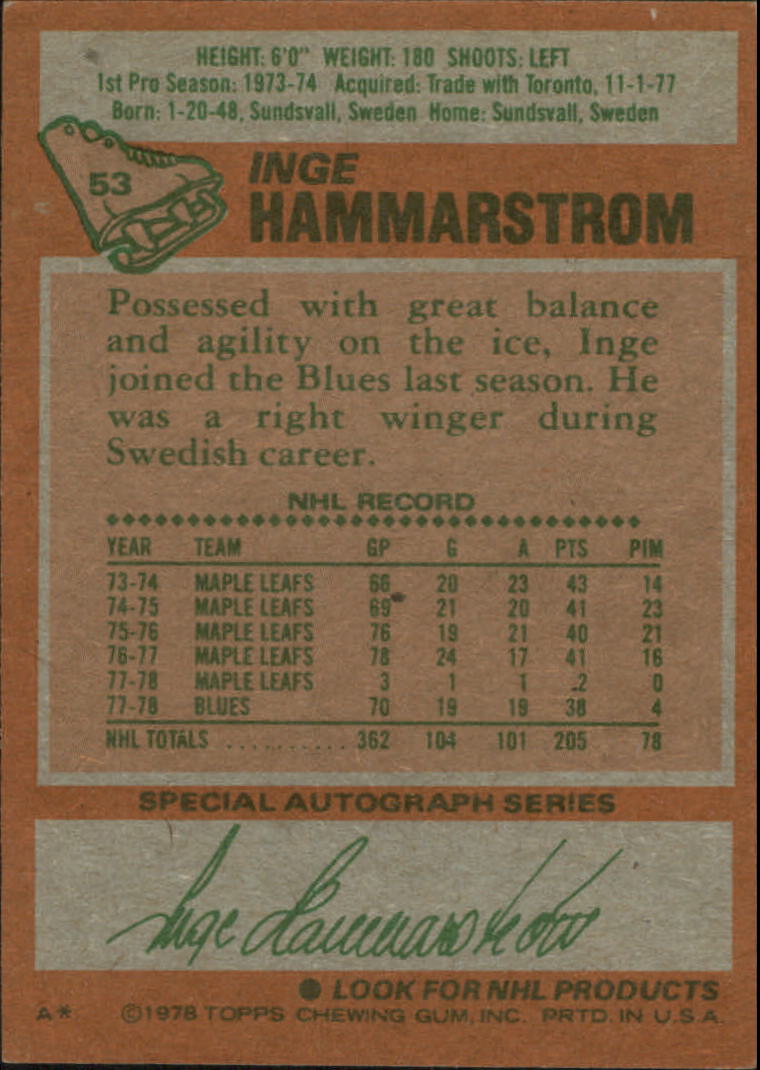 HEIGHT: 6'0" WEIGHT: 180 SHOOTS: LEFT
1st Pro Season: 1973-74 Acquired: Trade with Toronto, 11-1-77
Born: 1-20-48, Sundsvall, Sweden Home: Sundsvall, Sweden
53
INGE
HAMMARSTROM
Possessed with great balance
and agility on the ice, Inge
joined the Blues last season. He
was a right winger during
Swedish career.
NHL RECORD
YEAR TEAM GP G A PTS PIM
73-74 MAPLE LEAFS 66 20 23 43 14
74-75 MAPLE LEAFS 69 21 20 41 23
75-76 MAPLE LEAFS 76 19 21 40 21
76-77 MAPLE LEAFS 78 24 17 41 16
77-78 MAPLE LEAFS 3 1 1 2 0
77-78 BLUES 70 19 19 38 4
NHL TOTALS ........... 362 104 101 205 78
SPECIAL AUTOGRAPH SERIES
Inge Hammarström
● LOOK FOR NHL PRODUCTS
A* ©1978 TOPPS CHEWING GUM, INC. PRTD. IN U.S.A.